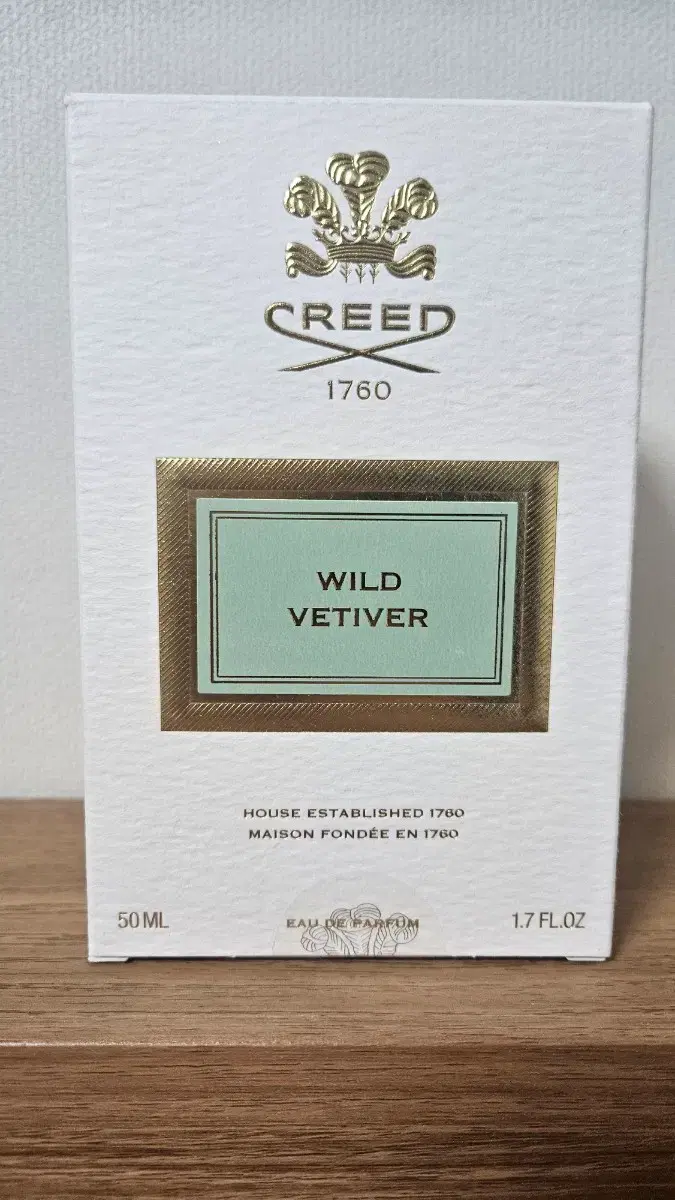 CREED
1760
WILD
VETIVER
HOUSE ESTABLISHED 1760
MAISON FONDÉE EN 1760
50 ML
EAU DE PARFUM
1.7 FL.OZ